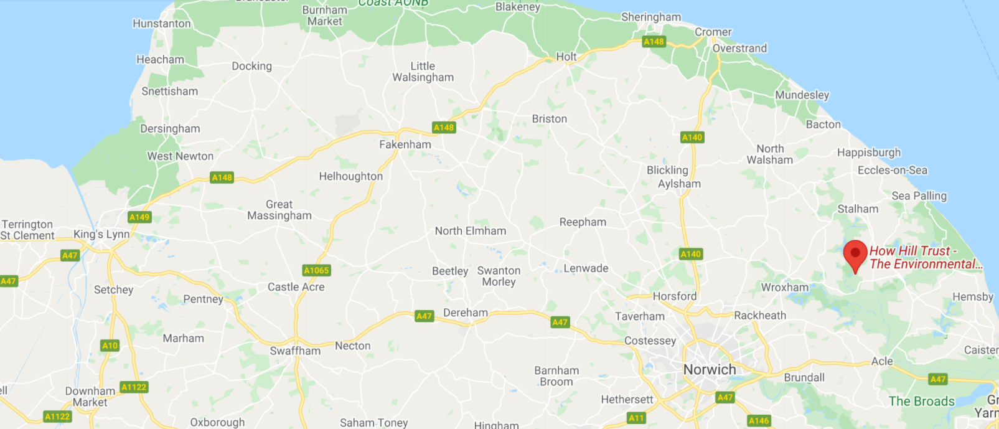 Coast AONB
Burnham
Market
Blakeney
Sheringham
Hunstanton
Cromer
A148
Overstrand
Heacham
Docking
Little
Walsingham
Holt
Snettisham
Mundesley
Briston
Dersingham
A148
Bacton
A140
Fakenham
West Newton
North
Walsham
Happisburgh
Helhoughton
A148
Blickling
Aylsham
Eccles-on-Sea
Sea Palling
Great
Massingham
Stalham
A149
Terrington
St Clement
King's Lynn
North Elmham
Reepham
How Hill Trust -
The Environmental...
A47
A140
A47
A1065
Beetley
Swanton
Morley
Lenwade
Castle Acre
Setchey
Wroxham
Pentney
Horsford
Hemsby
A47
Dereham
A47
Taverham
Rackheath
A10
Marham
Swaffham
Necton
Costessey
Caister
Acle
Norwich
Barnham
Broom
Brundall
A47
A1122
Downham
Market
Hethersett
A47
The Broads
A1122
Oxborough
Saham Toney
Hingham
A11
A146